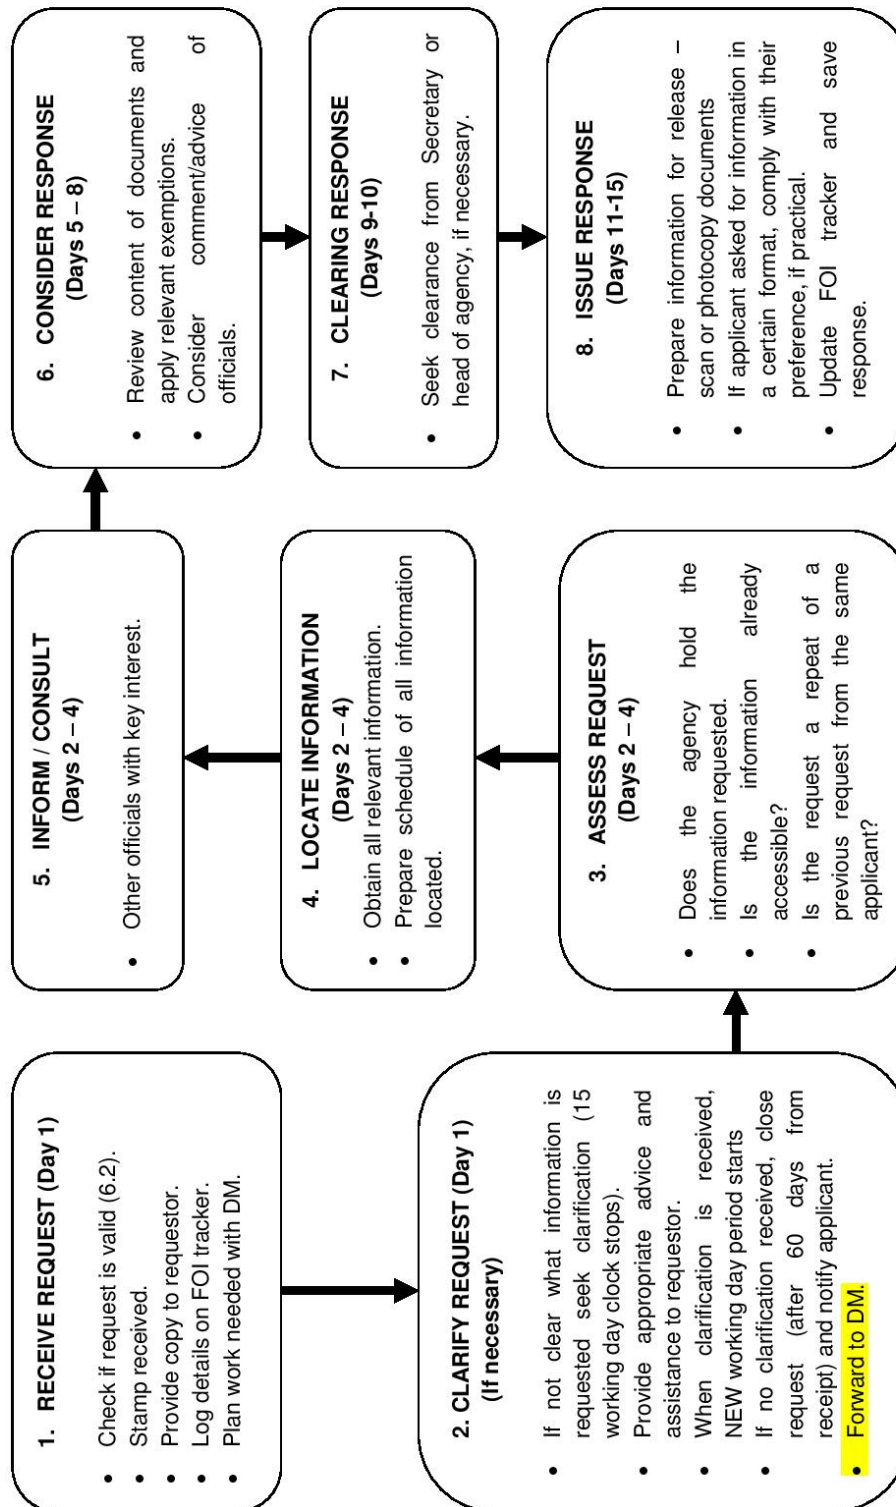 1. RECEIVE REQUEST (Day 1)
• Check if request is valid (6.2).
• Stamp received.
• Provide copy to requestor.
• Log details on FOI tracker.
• Plan work needed with DM.
2. CLARIFY REQUEST (Day 1)
(If necessary)
• If not clear what information is
requested seek clarification (15
working day clock stops).
• Provide appropriate advice and
assistance to requestor.
• When clarification is received,
NEW working day period starts
• If no clarification received, close
request (after 60 days from
receipt) and notify applicant.
• Forward to DM.
3. ASSESS REQUEST
(Days 2 – 4)
• Does the agency hold the
information requested.
• Is the information already
accessible?
• Is the request a repeat of a
previous request from the same
applicant?
4. LOCATE INFORMATION
(Days 2 – 4)
• Obtain all relevant information.
• Prepare schedule of all information
located.
5. INFORM / CONSULT
(Days 2 – 4)
• Other officials with key interest.
6. CONSIDER RESPONSE
(Days 5 – 8)
• Review content of documents and
apply relevant exemptions.
• Consider comment/advice of
officials.
7. CLEARING RESPONSE
(Days 9-10)
• Seek clearance from Secretary or
head of agency, if necessary.
8. ISSUE RESPONSE
(Days 11-15)
• Prepare information for release –
scan or photocopy documents
• If applicant asked for information in
a certain format, comply with their
preference, if practical.
• Update FOI tracker and save
response.